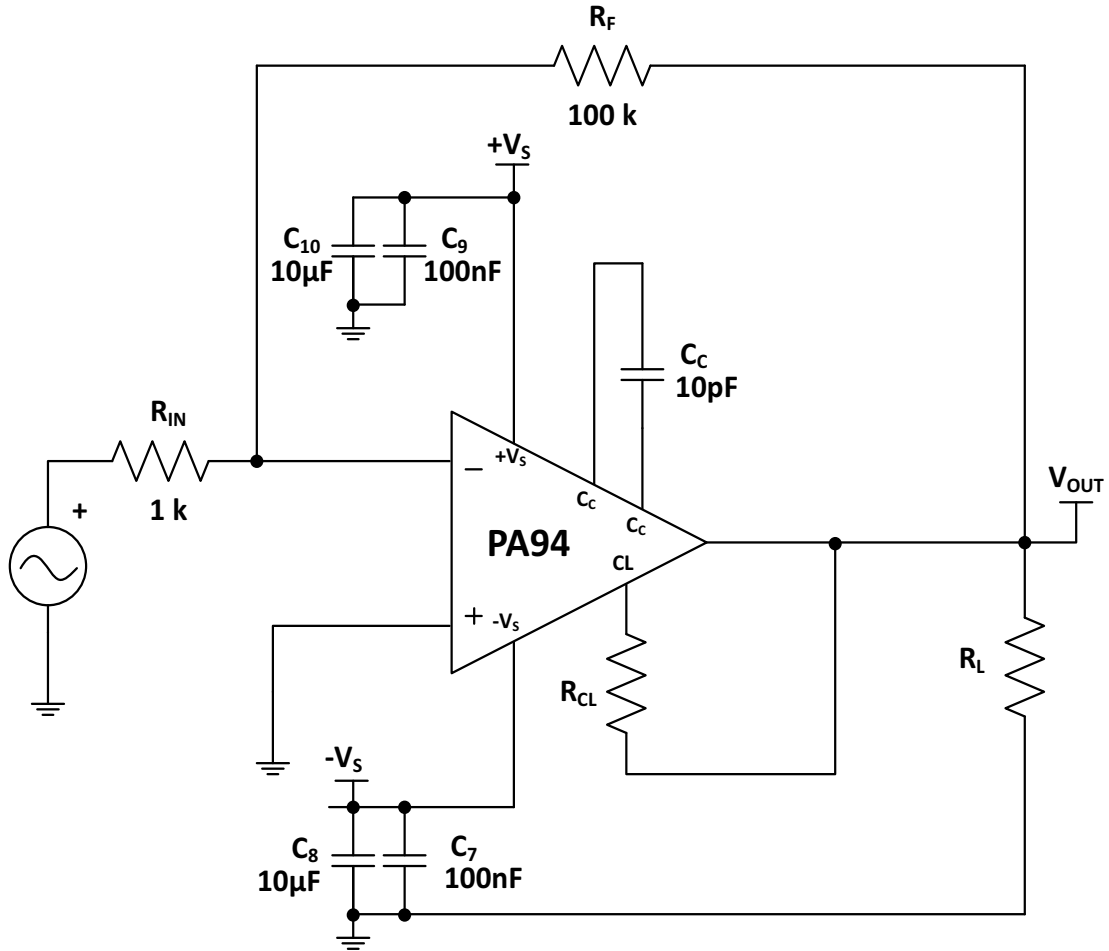 R_F
100 k
+V_S
C_10
10µF
C_9
100nF
C_C
10pF
R_IN
1 k
+
−
+V_S
C_C
C_C
PA94
CL
+
-V_S
V_OUT
R_CL
R_L
-V_S
C_8
10µF
C_7
100nF